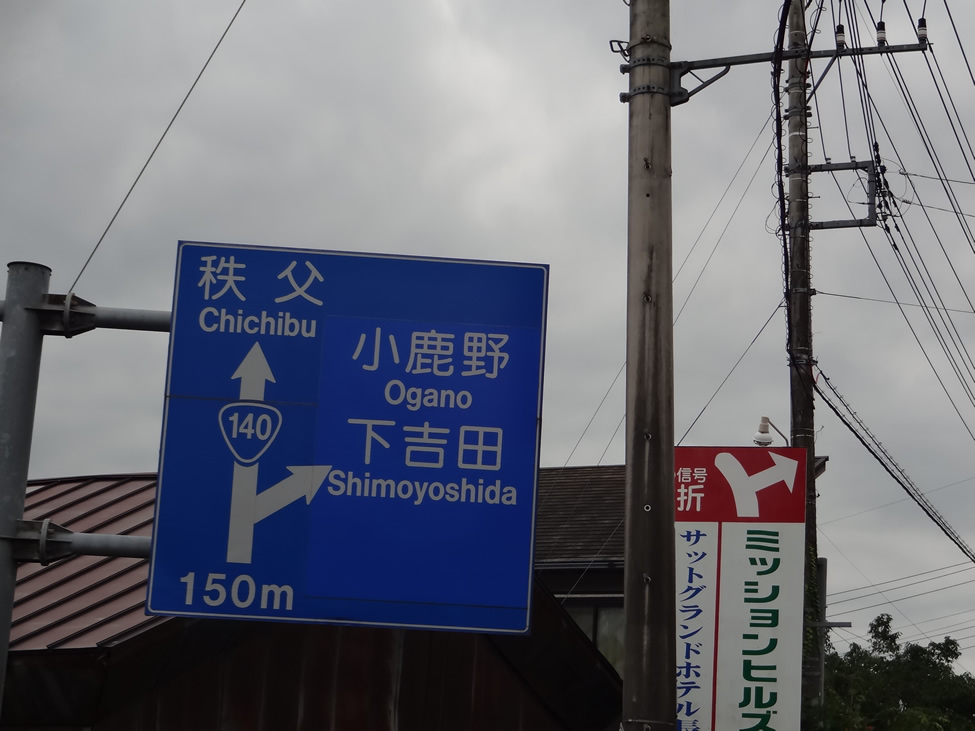 秩父
Chichibu
小鹿野
Ogano
140
下吉田
Shimoyoshida
150m
信号
折
サットグランドホテル長
ミッションヒルズ